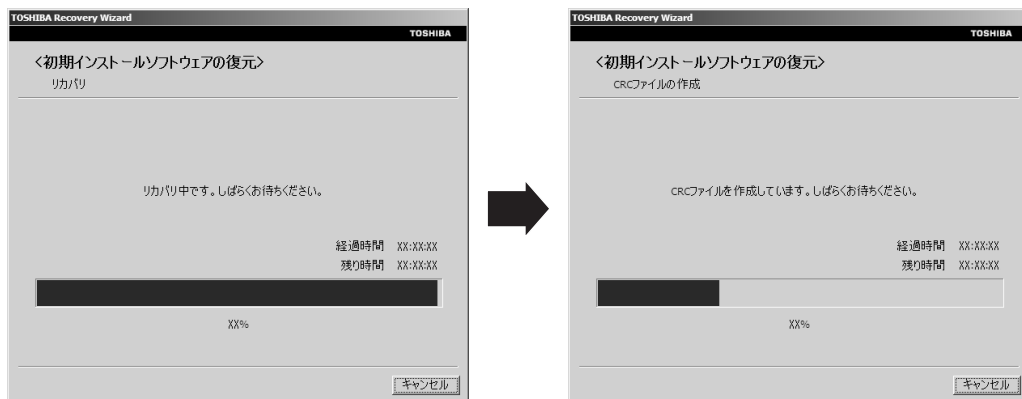 TOSHIBA Recovery Wizard
TOSHIBA
<初期インストールソフトウェアの復元>
リカバリ
リカバリ中です。しばらくお待ちください。
経過時間 XX:XX:XX
残り時間 XX:XX:XX
XX%
キャンセル
TOSHIBA Recovery Wizard
TOSHIBA
<初期インストールソフトウェアの復元>
CRCファイルの作成
CRCファイルを作成しています。しばらくお待ちください。
経過時間 XX:XX:XX
残り時間 XX:XX:XX
XX%
キャンセル